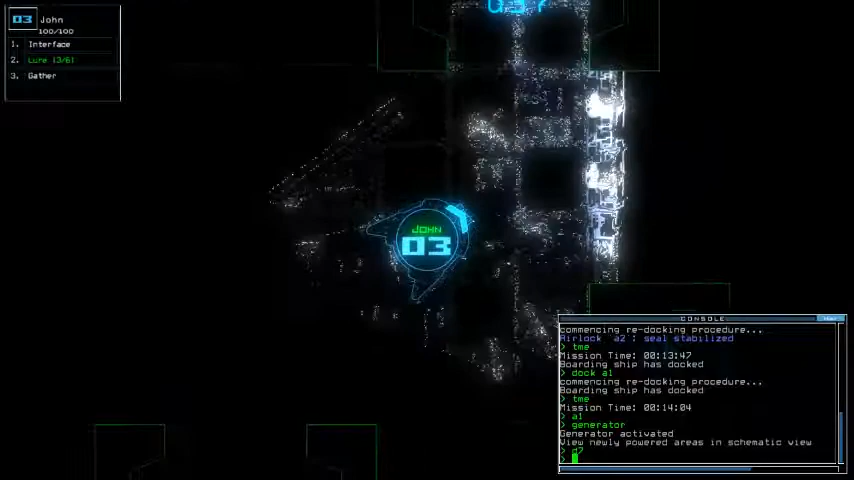 03 John
100/100
1. Interface
2. Lure (3/6)
3. Gather
JOHN
03
CONSOLE
commencing re-docking procedure...
Airlock 'a2': seal stabilized
> tme
Mission Time: 00:13:47
Boarding ship has docked
> dock a1
commencing re-docking procedure...
Boarding ship has docked
> tme
Mission Time: 00:14:04
> a1
> generator
Generator activated
View newly powered areas in schematic view
> d7
>